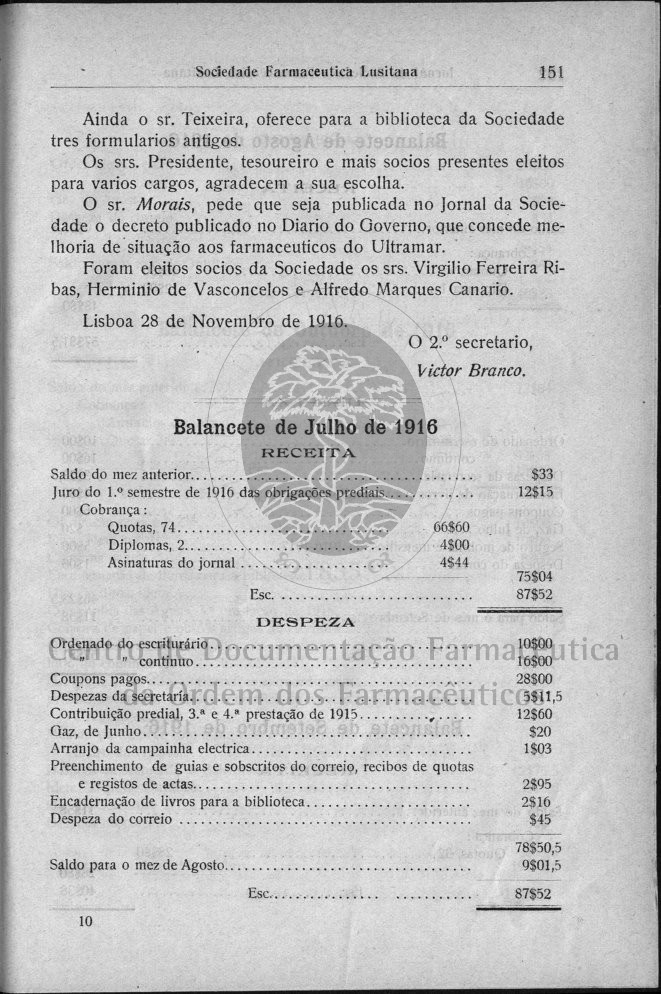 Sociedade Farmaceutica Lusitana 151
Ainda o sr. Teixeira, oferece para a biblioteca da Sociedade
tres formularios antigos.
Os srs. Presidente, tesoureiro e mais socios presentes eleitos
para varios cargos, agradecem a sua escolha.
O sr. Morais, pede que seja publicada no Jornal da Socie-
dade o decreto publicado no Diario do Governo, que concede me-
lhoria de situação aos farmaceuticos do Ultramar.
Foram eleitos socios da Sociedade os srs. Virgilio Ferreira Ri-
bas, Herminio de Vasconcelos e Alfredo Marques Canario.
Lisboa 28 de Novembro de 1916.
O 2.º secretario,
Victor Branco.
Balancete de Julho de 1916
RECEITA
Saldo do mez anterior........ $33
Juro do 1.º semestre de 1916 das obrigações prediais........ 12$15
Cobrança:
Quotas, 74........ 66$60
Diplomas, 2........ 4$00
Asinaturas do jornal ........ 4$44
75$04
Esc. ........ 87$52
DESPEZA
Ordenado do escriturário........ 10$00
" " contínuo........ 16$00
Coupons pagos........ 28$00
Despezas da secretaría........ 5$11,5
Contribuição predial, 3.ª e 4.ª prestação de 1915........ 12$60
Gaz, de Junho........ $20
Arranjo da campainha electrica........ 1$03
Preenchimento de guias e sobscritos do correio, recibos de quotas
e registos de actas........ 2$95
Encadernação de livros para a biblioteca........ 2$16
Despeza do correio ........ $45
78$50,5
Saldo para o mez de Agosto........ 9$01,5
Esc......... 87$52
10
Centro de Documentação Farmacêutica
da Ordem dos Farmacêuticos